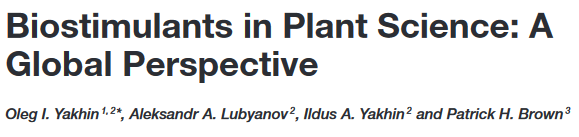 Biostimulants in Plant Science: A
Global Perspective
Oleg I. Yakhin 1, 2*, Aleksandr A. Lubyanov 2, Ildus A. Yakhin 2 and Patrick H. Brown 3